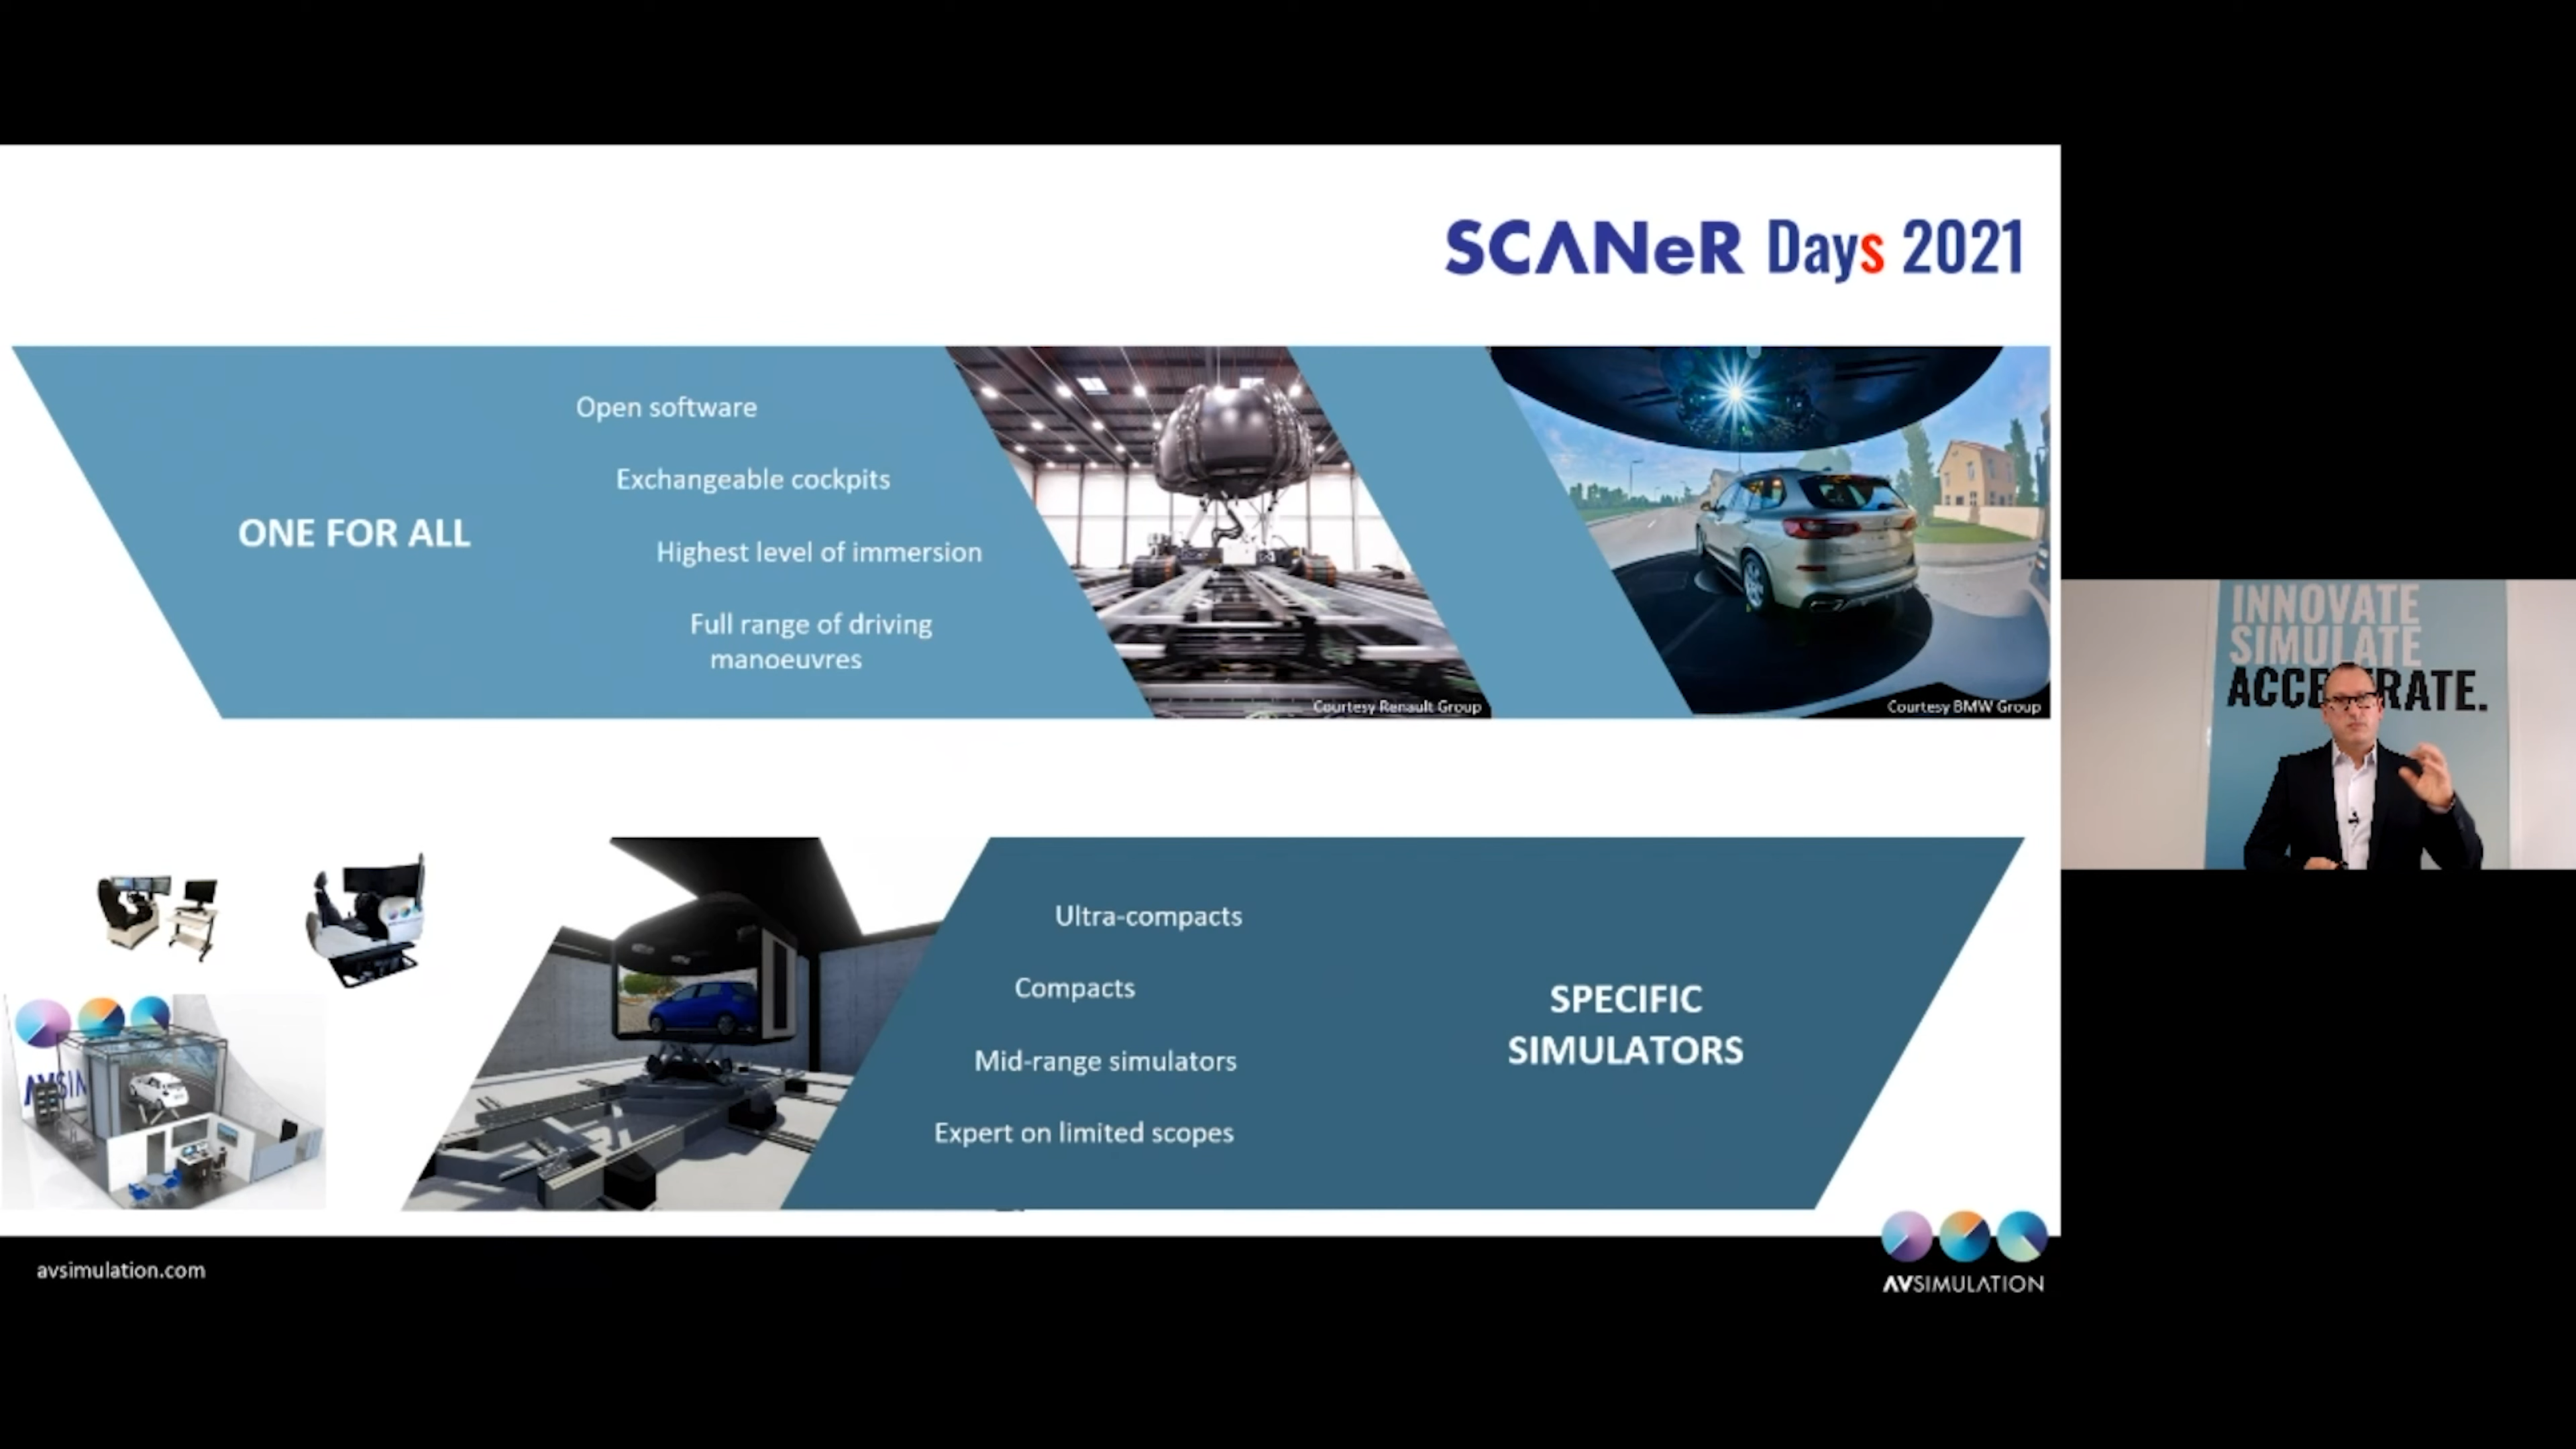 SCANeR Days 2021
ONE FOR ALL
Open software
Exchangeable cockpits
Highest level of immersion
Full range of driving
manoeuvres
Courtesy Renault Group
Courtesy BMW Group
INNOVATE
SIMULATE
Ultra-compacts
Compacts
Mid-range simulators
Expert on limited scopes
SPECIFIC
SIMULATORS
avsimulation.com
AVSIMULATION